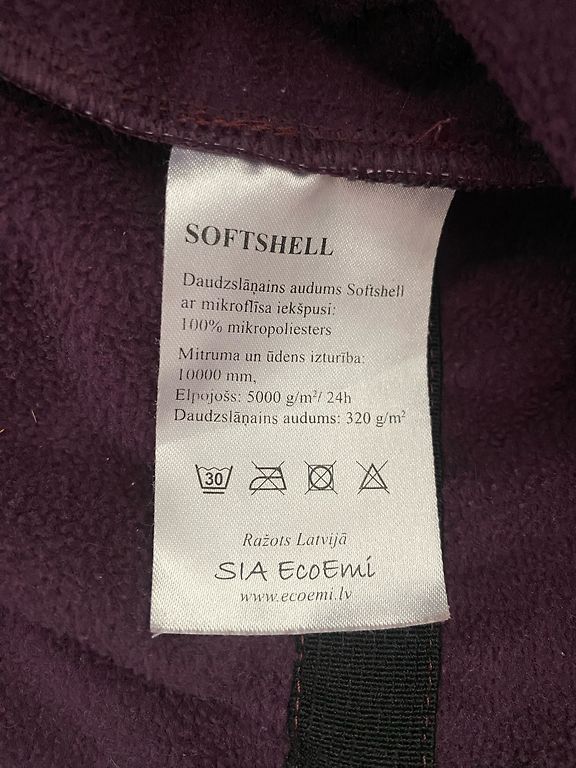 SOFTSHELL
Daudzslāņains audums Softshell
ar mikroflīsa iekšpusi:
100% mikropoliesters
Mitruma un ūdens izturība:
10000 mm,
Elpojošs: 5000 g/m²/ 24h
Daudzslāņains audums: 320 g/m²
30
Ražots Latvijā
SIA EcoEmi
www.ecoemi.lv